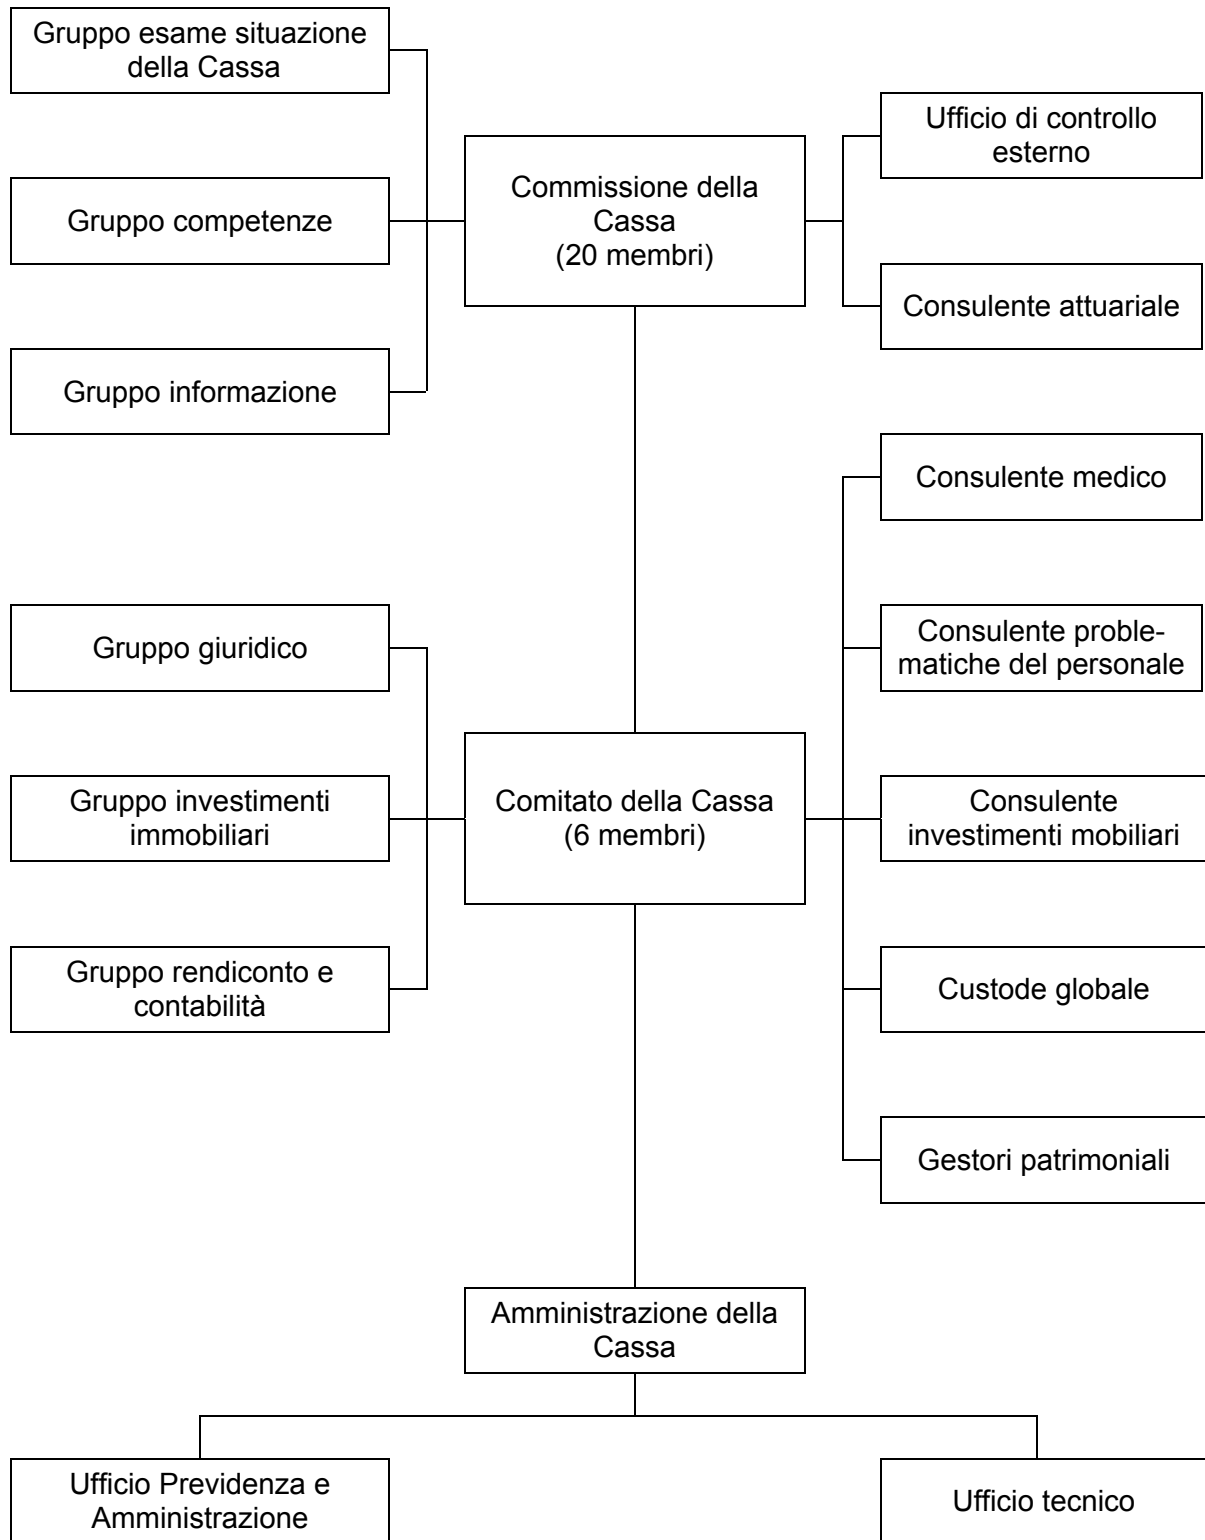 Gruppo esame situazione
della Cassa
Ufficio di controllo
esterno
Commissione della
Cassa
(20 membri)
Gruppo competenze
Consulente attuariale
Gruppo informazione
Consulente medico
Gruppo giuridico
Consulente proble-
matiche del personale
Gruppo investimenti
immobiliari
Comitato della Cassa
(6 membri)
Consulente
investimenti mobiliari
Gruppo rendiconto e
contabilità
Custode globale
Gestori patrimoniali
Amministrazione della
Cassa
Ufficio Previdenza e
Amministrazione
Ufficio tecnico